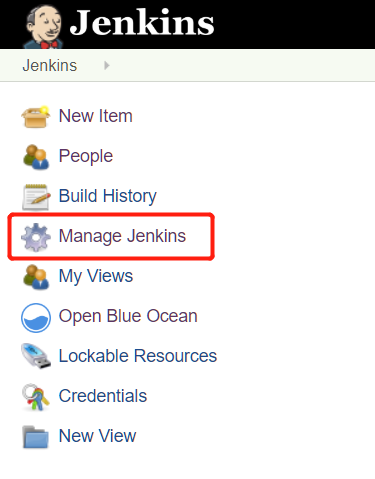 Jenkins
Jenkins
New Item
People
Build History
Manage Jenkins
My Views
Open Blue Ocean
Lockable Resources
Credentials
New View